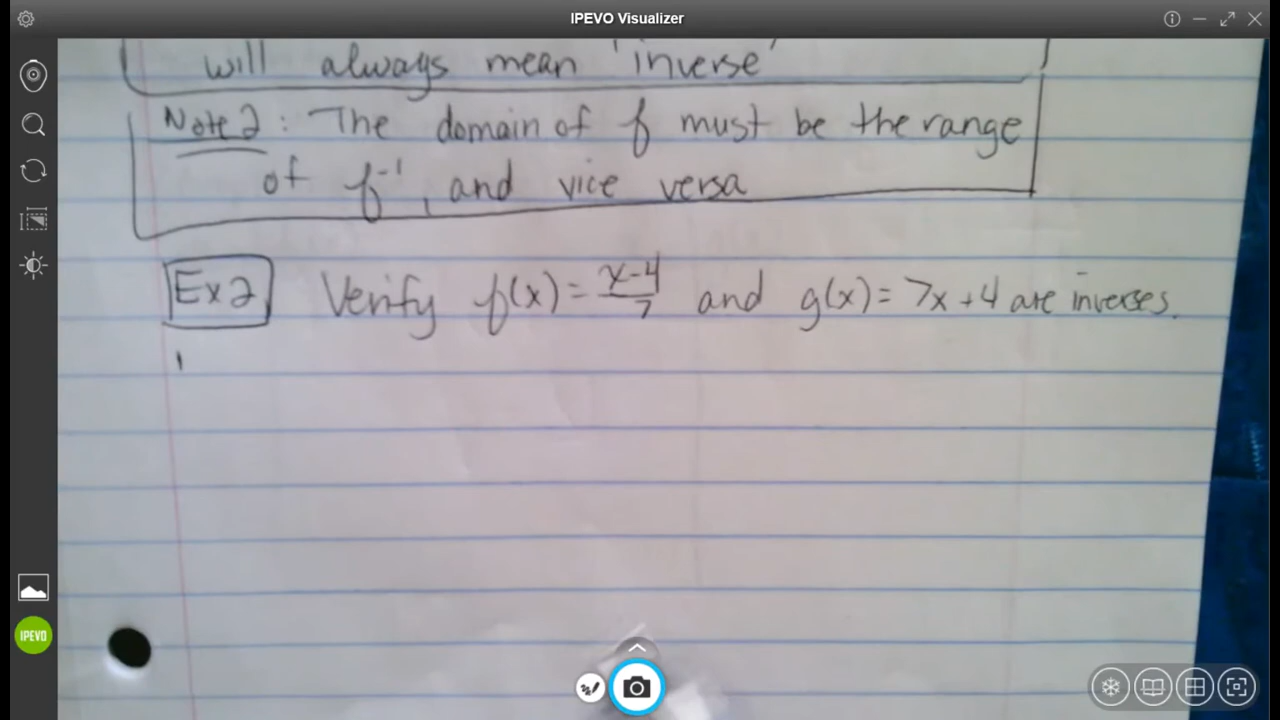 IPEVO Visualizer
will always mean 'inverse'
Note 2: The domain of f must be the range
of f⁻¹, and vice versa
Ex 2 Verify f(x) = x-4/7 and g(x) = 7x + 4 are inverses.
IPEVO